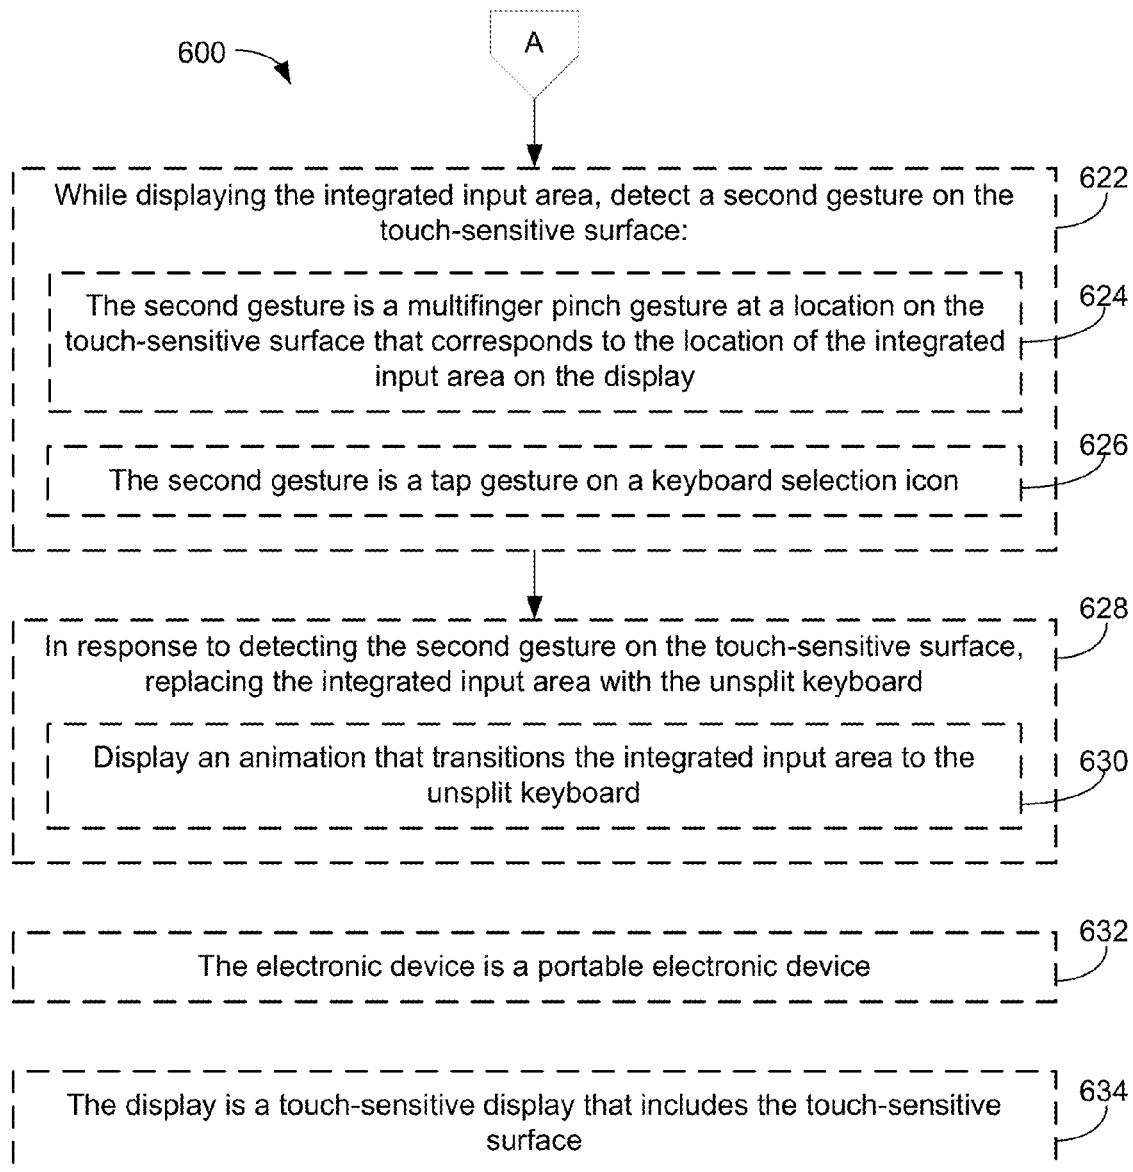 600
A
622
While displaying the integrated input area, detect a second gesture on the
touch-sensitive surface:
624
The second gesture is a multifinger pinch gesture at a location on the
touch-sensitive surface that corresponds to the location of the integrated
input area on the display
626
The second gesture is a tap gesture on a keyboard selection icon
628
In response to detecting the second gesture on the touch-sensitive surface,
replacing the integrated input area with the unsplit keyboard
630
Display an animation that transitions the integrated input area to the
unsplit keyboard
632
The electronic device is a portable electronic device
634
The display is a touch-sensitive display that includes the touch-sensitive
surface